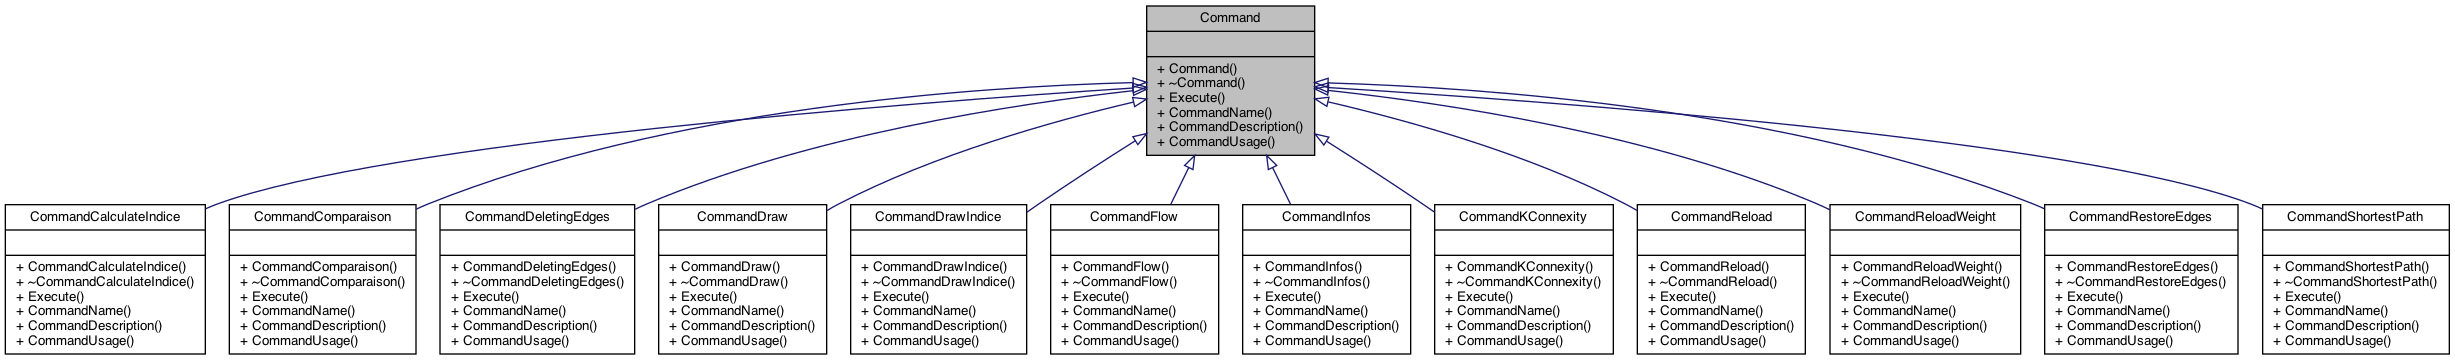 Command
+ Command()
+ ~Command()
+ Execute()
+ CommandName()
+ CommandDescription()
+ CommandUsage()
CommandCalculateIndice
+ CommandCalculateIndice()
+ ~CommandCalculateIndice()
+ Execute()
+ CommandName()
+ CommandDescription()
+ CommandUsage()
CommandComparaison
+ CommandComparaison()
+ ~CommandComparaison()
+ Execute()
+ CommandName()
+ CommandDescription()
+ CommandUsage()
CommandDeletingEdges
+ CommandDeletingEdges()
+ ~CommandDeletingEdges()
+ Execute()
+ CommandName()
+ CommandDescription()
+ CommandUsage()
CommandDraw
+ CommandDraw()
+ ~CommandDraw()
+ Execute()
+ CommandName()
+ CommandDescription()
+ CommandUsage()
CommandDrawIndice
+ CommandDrawIndice()
+ ~CommandDrawIndice()
+ Execute()
+ CommandName()
+ CommandDescription()
+ CommandUsage()
CommandFlow
+ CommandFlow()
+ ~CommandFlow()
+ Execute()
+ CommandName()
+ CommandDescription()
+ CommandUsage()
CommandInfos
+ CommandInfos()
+ ~CommandInfos()
+ Execute()
+ CommandName()
+ CommandDescription()
+ CommandUsage()
CommandKConnexity
+ CommandKConnexity()
+ ~CommandKConnexity()
+ Execute()
+ CommandName()
+ CommandDescription()
+ CommandUsage()
CommandReload
+ CommandReload()
+ ~CommandReload()
+ Execute()
+ CommandName()
+ CommandDescription()
+ CommandUsage()
CommandReloadWeight
+ CommandReloadWeight()
+ ~CommandReloadWeight()
+ Execute()
+ CommandName()
+ CommandDescription()
+ CommandUsage()
CommandRestoreEdges
+ CommandRestoreEdges()
+ ~CommandRestoreEdges()
+ Execute()
+ CommandName()
+ CommandDescription()
+ CommandUsage()
CommandShortestPath
+ CommandShortestPath()
+ ~CommandShortestPath()
+ Execute()
+ CommandName()
+ CommandDescription()
+ CommandUsage()